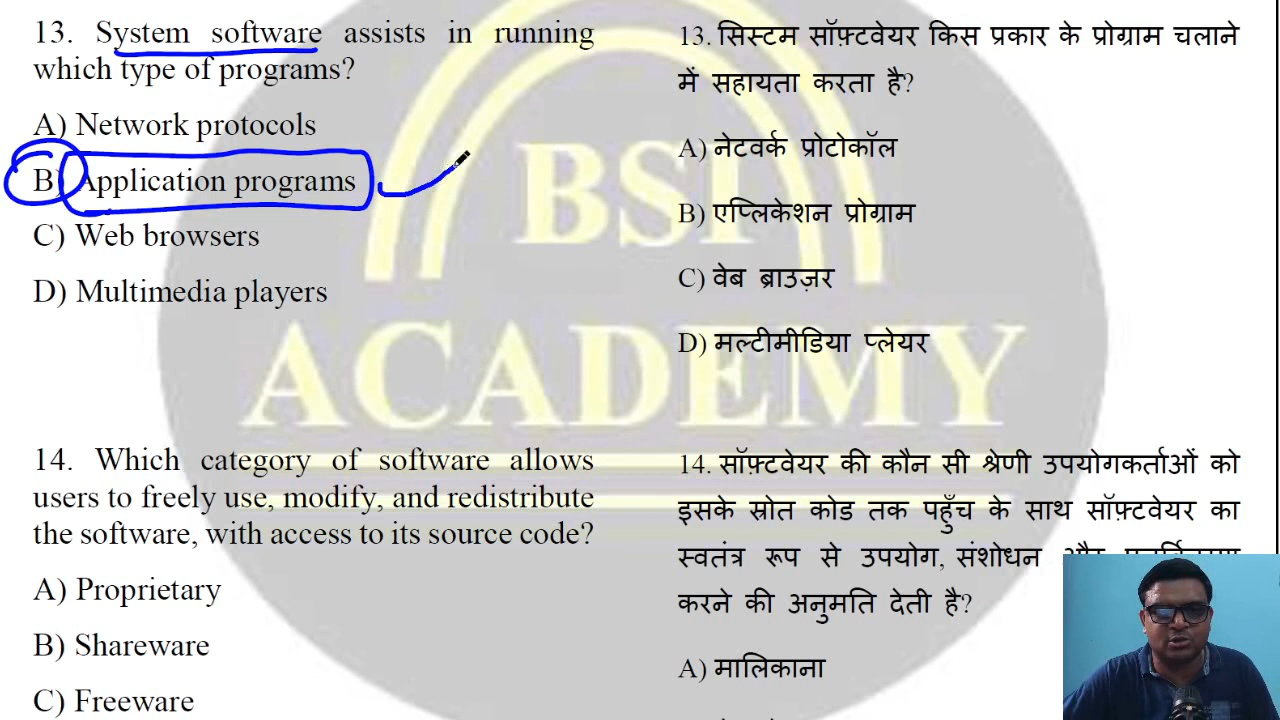 13. System software assists in running
which type of programs?
A) Network protocols
B) Application programs
C) Web browsers
D) Multimedia players
14. Which category of software allows
users to freely use, modify, and redistribute
the software, with access to its source code?
A) Proprietary
B) Shareware
C) Freeware
13. सिस्टम सॉफ़्टवेयर किस प्रकार के प्रोग्राम चलाने
में सहायता करता है?
A) नेटवर्क प्रोटोकॉल
B) एप्लिकेशन प्रोग्राम
C) वेब ब्राउज़र
D) मल्टीमीडिया प्लेयर
14. सॉफ़्टवेयर की कौन सी श्रेणी उपयोगकर्ताओं को
इसके स्रोत कोड तक पहुँच के साथ सॉफ़्टवेयर का
स्वतंत्र रूप से उपयोग, संशोधन और
करने की अनुमति देती है?
A) मालिकाना
BSI
ACADEMY